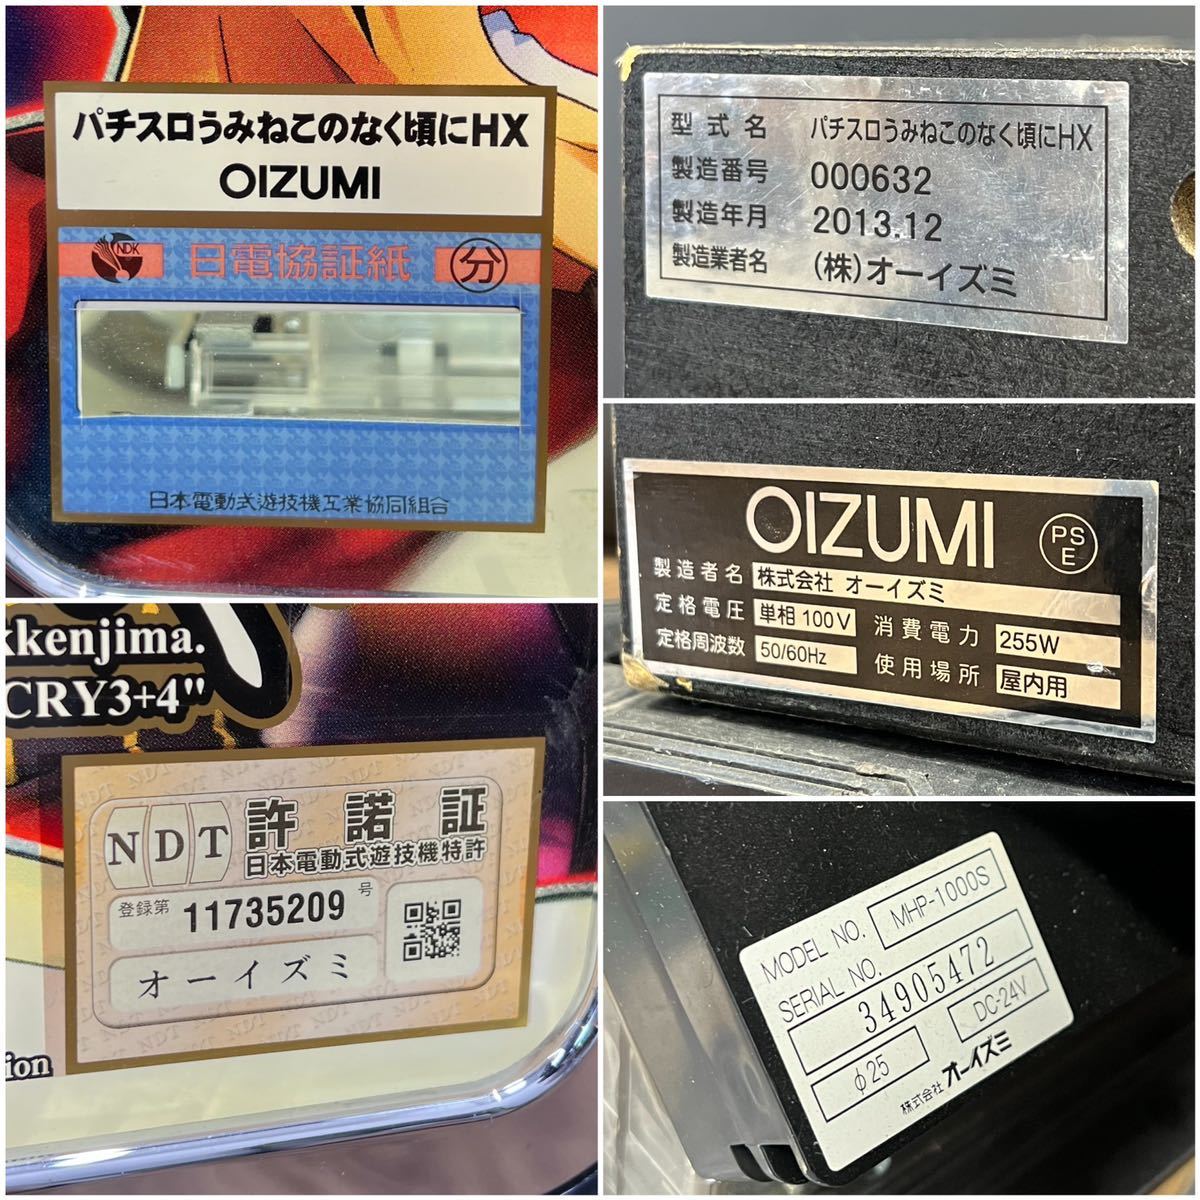 パチスロうみねこのなく頃にHX
OIZUMI
NDK
日電協証紙
分
日本電動式遊技機工業協同組合
型式名 パチスロうみねこのなく頃にHX
製造番号 000632
製造年月 2013.12
製造業者名 (株)オーイズミ
OIZUMI
PS
E
製造者名 株式会社 オーイズミ
定格電圧 単相 100V 消費電力 255W
定格周波数 50/60Hz 使用場所 屋内用
kkenjima.
CRY3+4"
NDT 許諾証
日本電動式遊技機特許
登録第 11735209 号
オーイズミ
ion
MODEL NO. MHP-1000S
SERIAL NO.
34905472
φ25 DC-24V
株式会社 オーイズミ